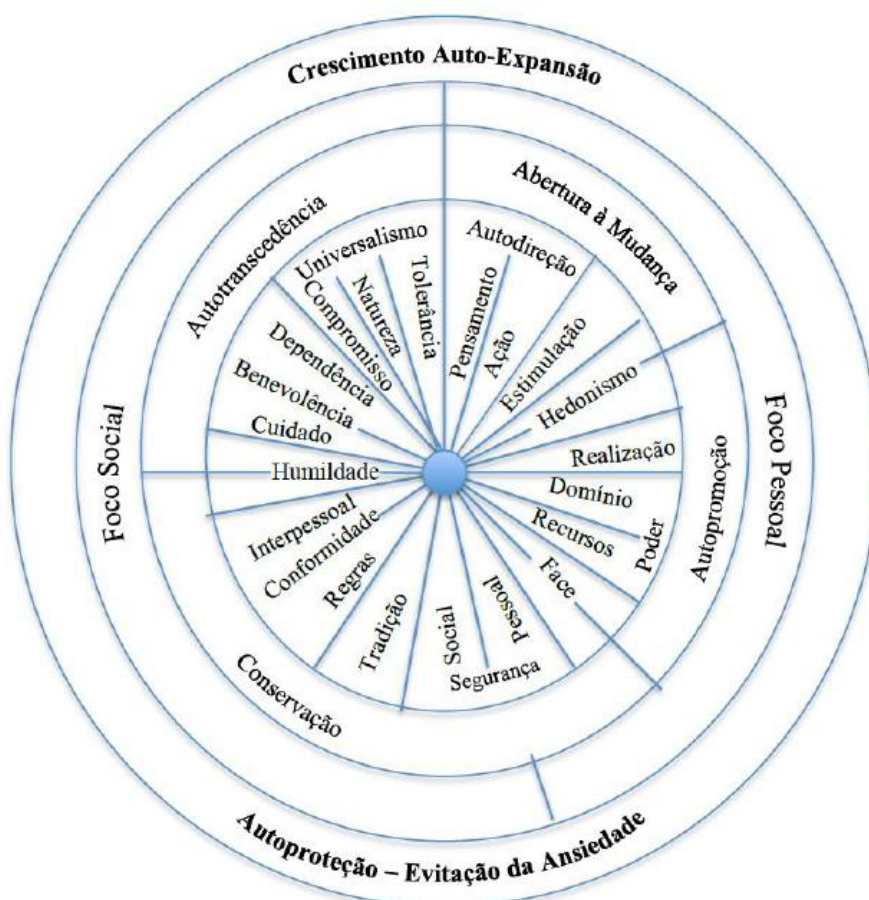 Crescimento Auto-Expansão
Foco Social
Foco Pessoal
Autotranscedência
Abertura à Mudança
Autopromoção
Conservação
Universalismo
Tolerância
Natureza
Compromisso
Dependência
Benevolência
Cuidado
Humildade
Interpessoal
Conformidade
Regras
Tradição
Social
Pessoal
Segurança
Face
Recursos
Domínio
Poder
Realização
Hedonismo
Estimulação
Autodireção
Pensamento
Ação
Autoproteção – Evitação da Ansiedade